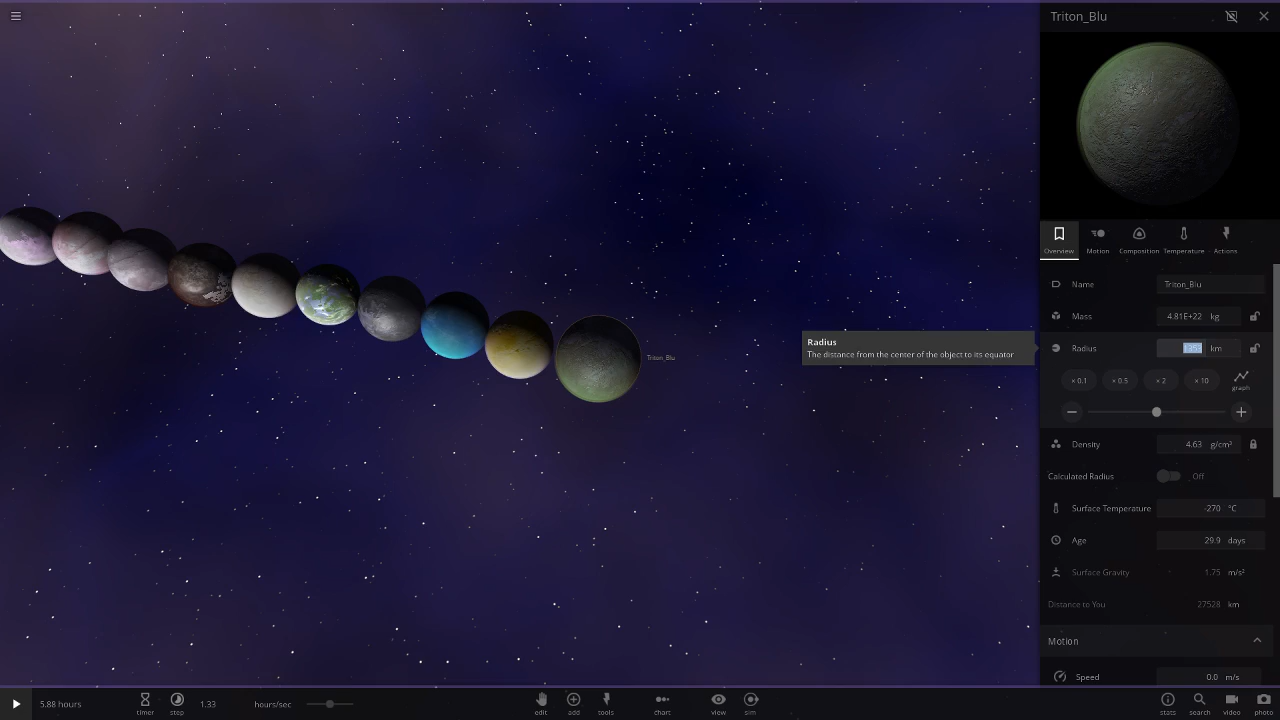 Triton_Blu
Overview
Motion
Composition
Temperature
Actions
Name
Triton_Blu
Mass
4.81E+22 kg
Radius
km
Radius
The distance from the center of the object to its equator
× 0.1
× 0.5
× 2
× 10
graph
Triton_Blu
Density
4.63 g/cm³
Calculated Radius
Off
Surface Temperature
-270 °C
Age
29.9 days
Surface Gravity
1.75 m/s²
Distance to You
27528 km
Motion
Speed
0.0 m/s
5.88 hours
timer
step
1.33
hours/sec
edit
add
tools
chart
view
sim
stats
search
video
photo